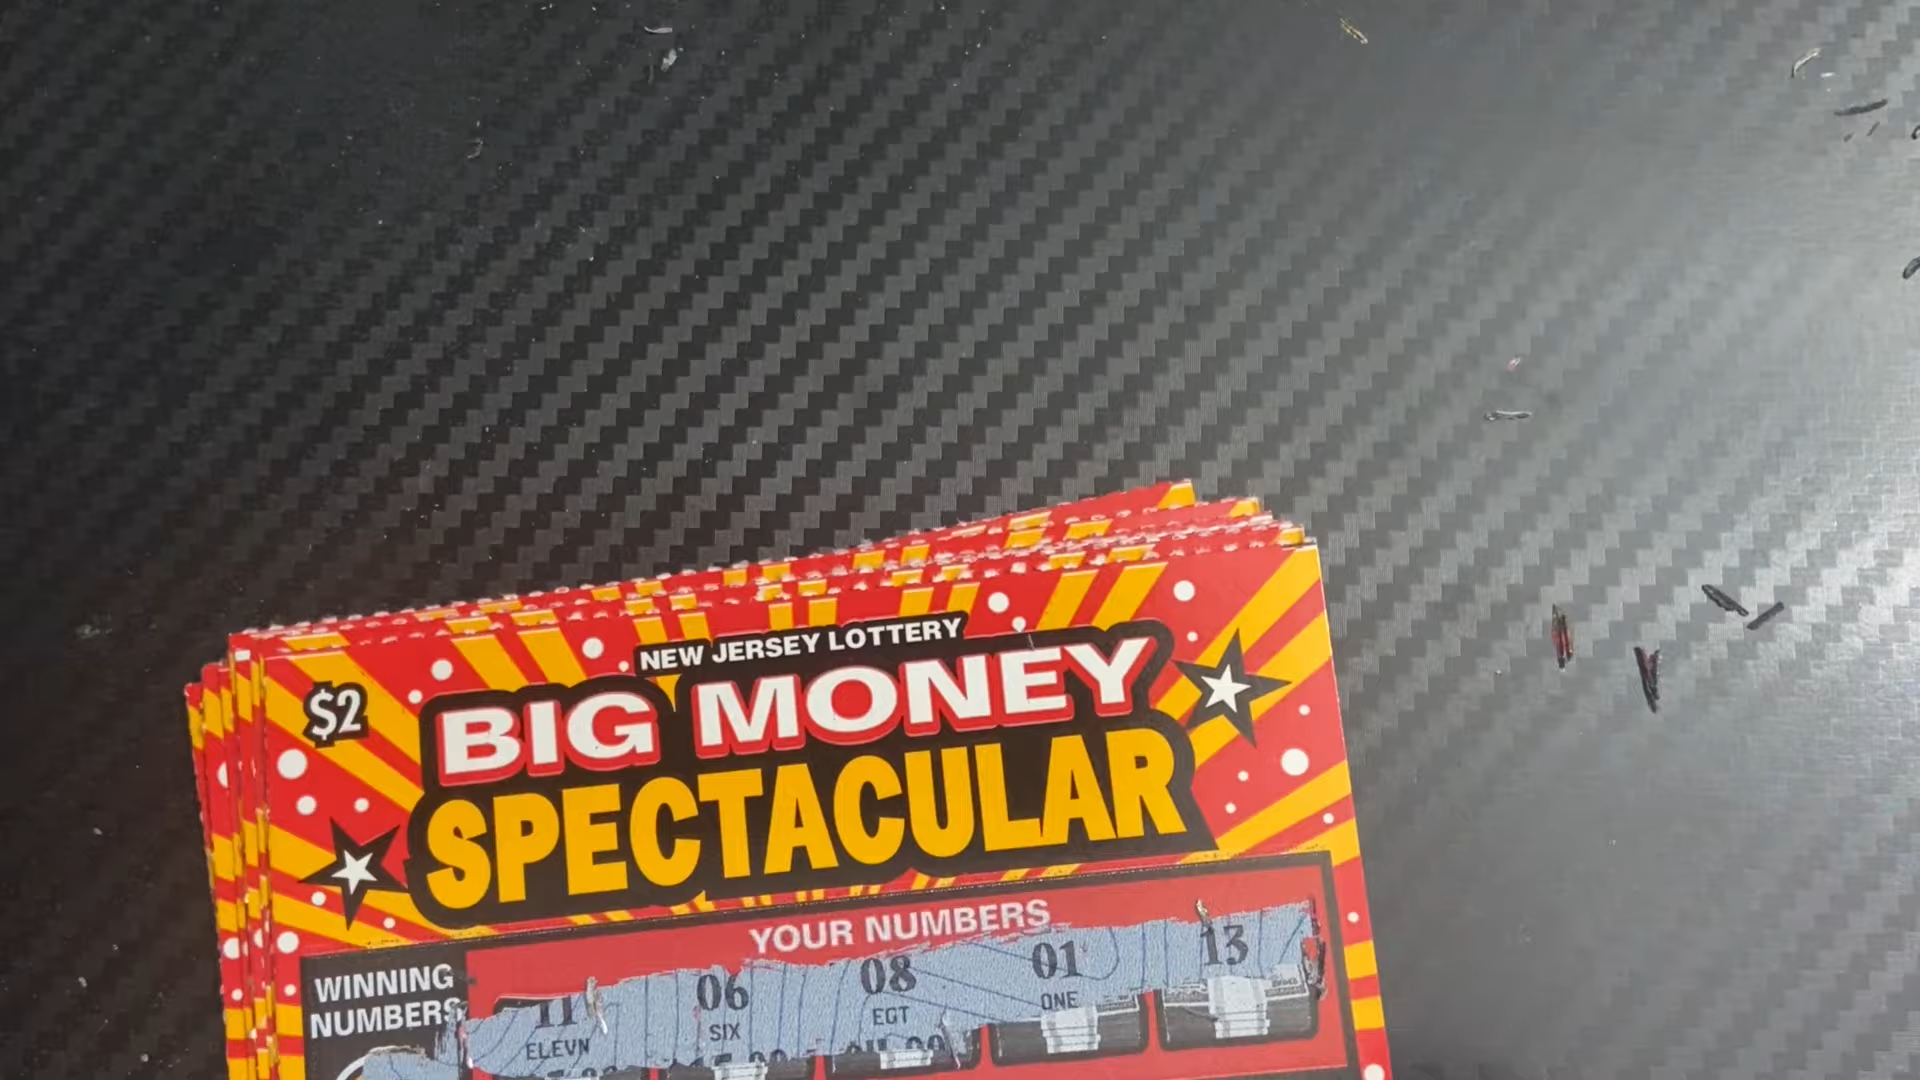 NEW JERSEY LOTTERY
$2
BIG MONEY
SPECTACULAR
YOUR NUMBERS
WINNING
NUMBERS
11 06 08 01 13
ELEVN SIX EGT ONE